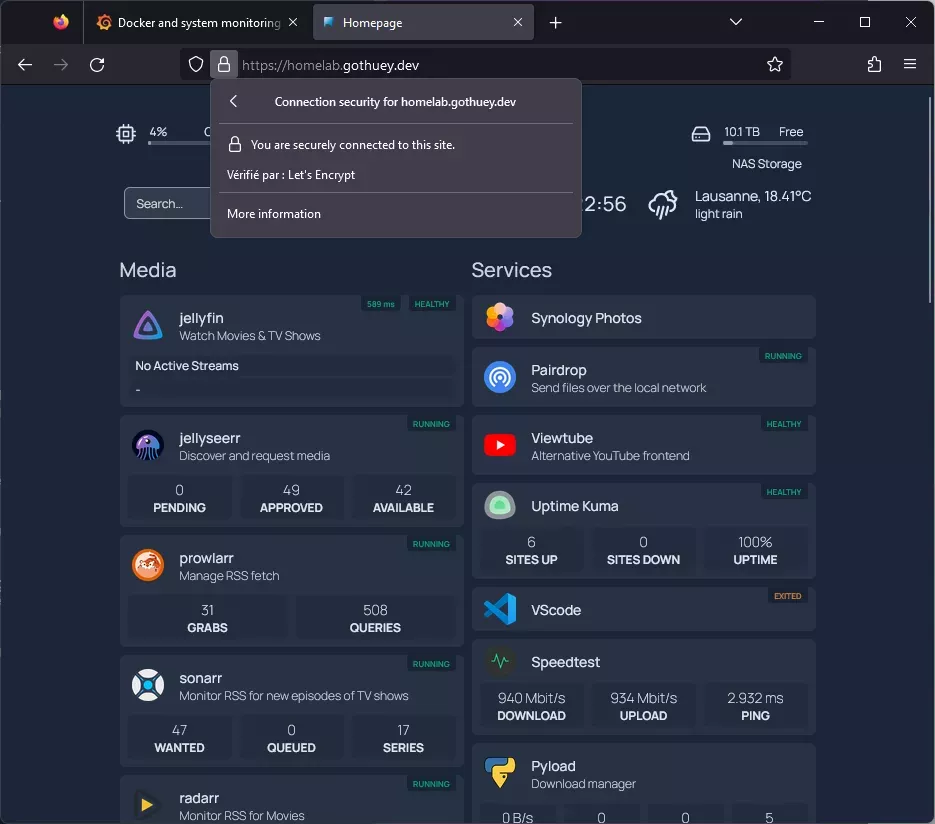 Docker and system monitoring
Homepage
https://homelab.gothuey.dev
Connection security for homelab.gothuey.dev
You are securely connected to this site.
Vérifié par : Let's Encrypt
More information
4%
10.1 TB Free
NAS Storage
Search...
2:56
Lausanne, 18.41°C
light rain
Media
589 ms HEALTHY
jellyfin
Watch Movies & TV Shows
No Active Streams
-
RUNNING
jellyseerr
Discover and request media
0 49 42
PENDING APPROVED AVAILABLE
RUNNING
prowlarr
Manage RSS fetch
31 508
GRABS QUERIES
RUNNING
sonarr
Monitor RSS for new episodes of TV shows
47 0 17
WANTED QUEUED SERIES
RUNNING
radarr
Monitor RSS for Movies
Services
Synology Photos
RUNNING
Pairdrop
Send files over the local network
HEALTHY
Viewtube
Alternative YouTube frontend
HEALTHY
Uptime Kuma
6 0 100%
SITES UP SITES DOWN UPTIME
EXITED
VScode
Speedtest
940 Mbit/s 934 Mbit/s 2.932 ms
DOWNLOAD UPLOAD PING
Pyload
Download manager
0 B/s 0 0 5